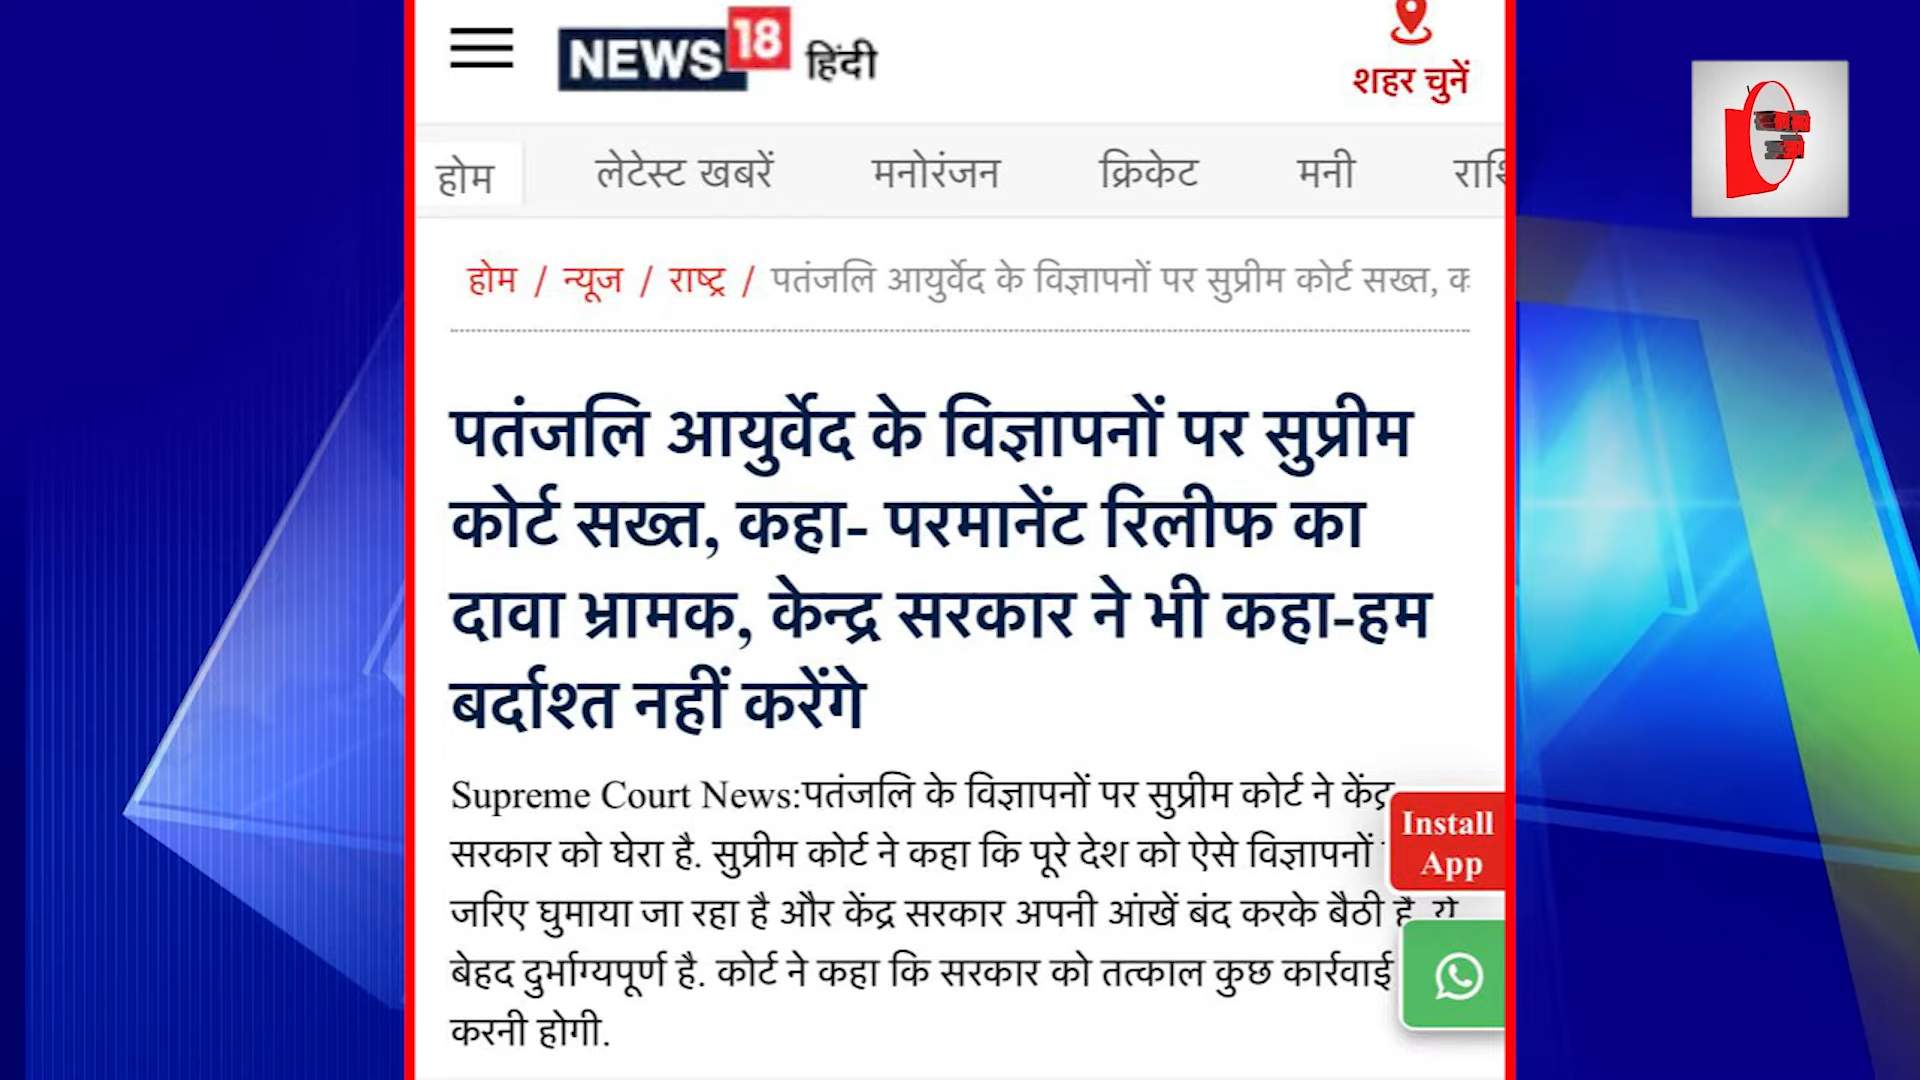 NEWS 18 हिंदी
शहर चुनें
होम लेटेस्ट खबरें मनोरंजन क्रिकेट मनी
होम / न्यूज / राष्ट्र / पतंजलि आयुर्वेद के विज्ञापनों पर सुप्रीम कोर्ट सख्त,
पतंजलि आयुर्वेद के विज्ञापनों पर सुप्रीम
कोर्ट सख्त, कहा- परमानेंट रिलीफ का
दावा भ्रामक, केन्द्र सरकार ने भी कहा-हम
बर्दाश्त नहीं करेंगे
Supreme Court News:पतंजलि के विज्ञापनों पर सुप्रीम कोर्ट ने केंद्र
सरकार को घेरा है. सुप्रीम कोर्ट ने कहा कि पूरे देश को ऐसे विज्ञापनों
जरिए घुमाया जा रहा है और केंद्र सरकार अपनी आंखें बंद करके बैठी है. ये
बेहद दुर्भाग्यपूर्ण है. कोर्ट ने कहा कि सरकार को तत्काल कुछ कार्रवाई
करनी होगी.
Install
App